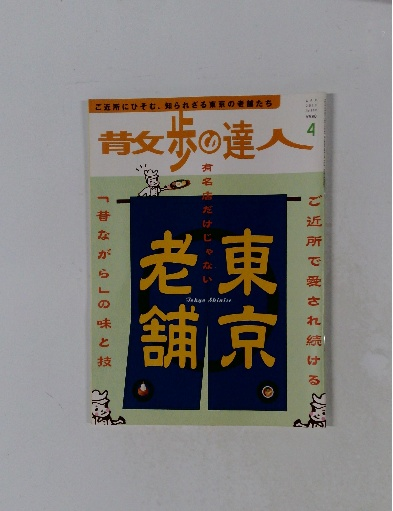 ご近所にひそむ、知られざる東京の老舗たち
散歩の達人
4
有名店だけじゃない
ご近所で愛され続ける
東京
老舗
Tokyo Shinise
「昔ながら」の味と技